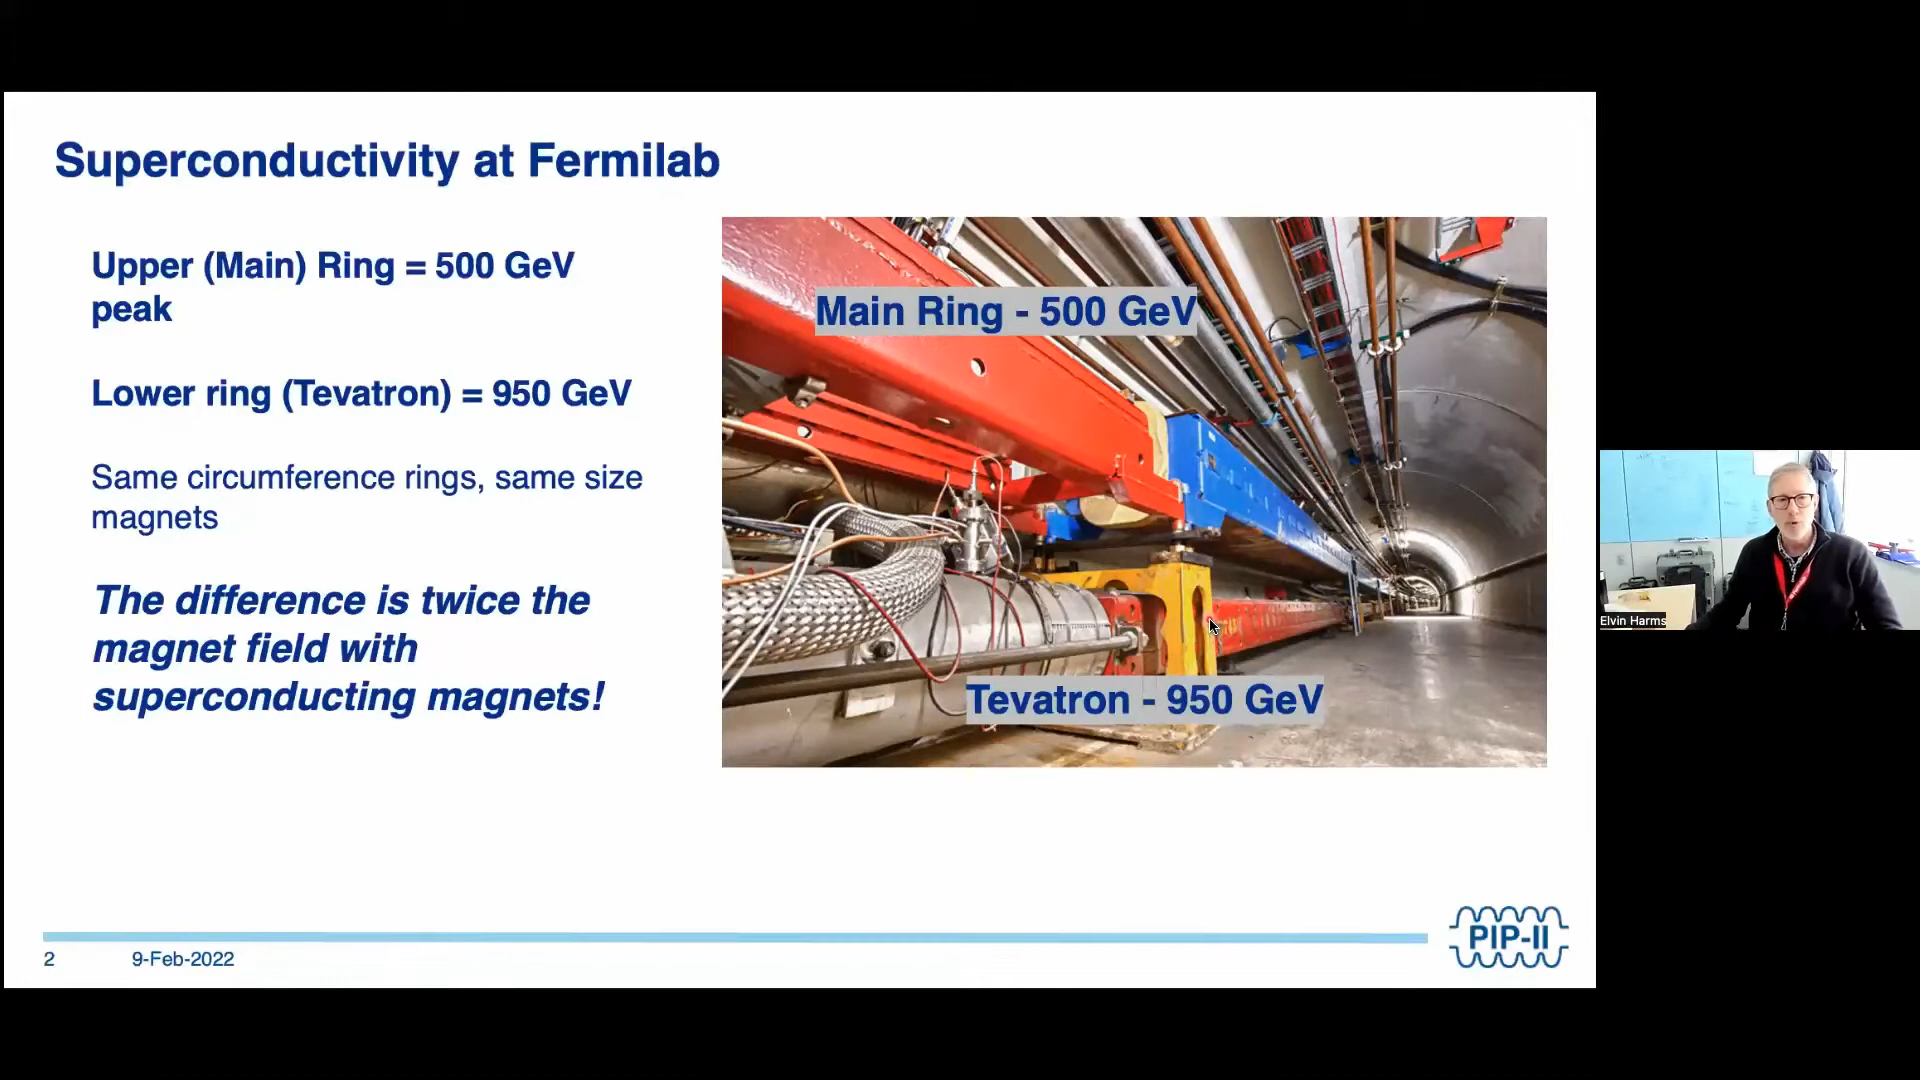 Superconductivity at Fermilab
Upper (Main) Ring = 500 GeV
peak
Lower ring (Tevatron) = 950 GeV
Same circumference rings, same size
magnets
The difference is twice the
magnet field with
superconducting magnets!
Main Ring - 500 GeV
Tevatron - 950 GeV
2
9-Feb-2022
PIP-II
Elvin Harms